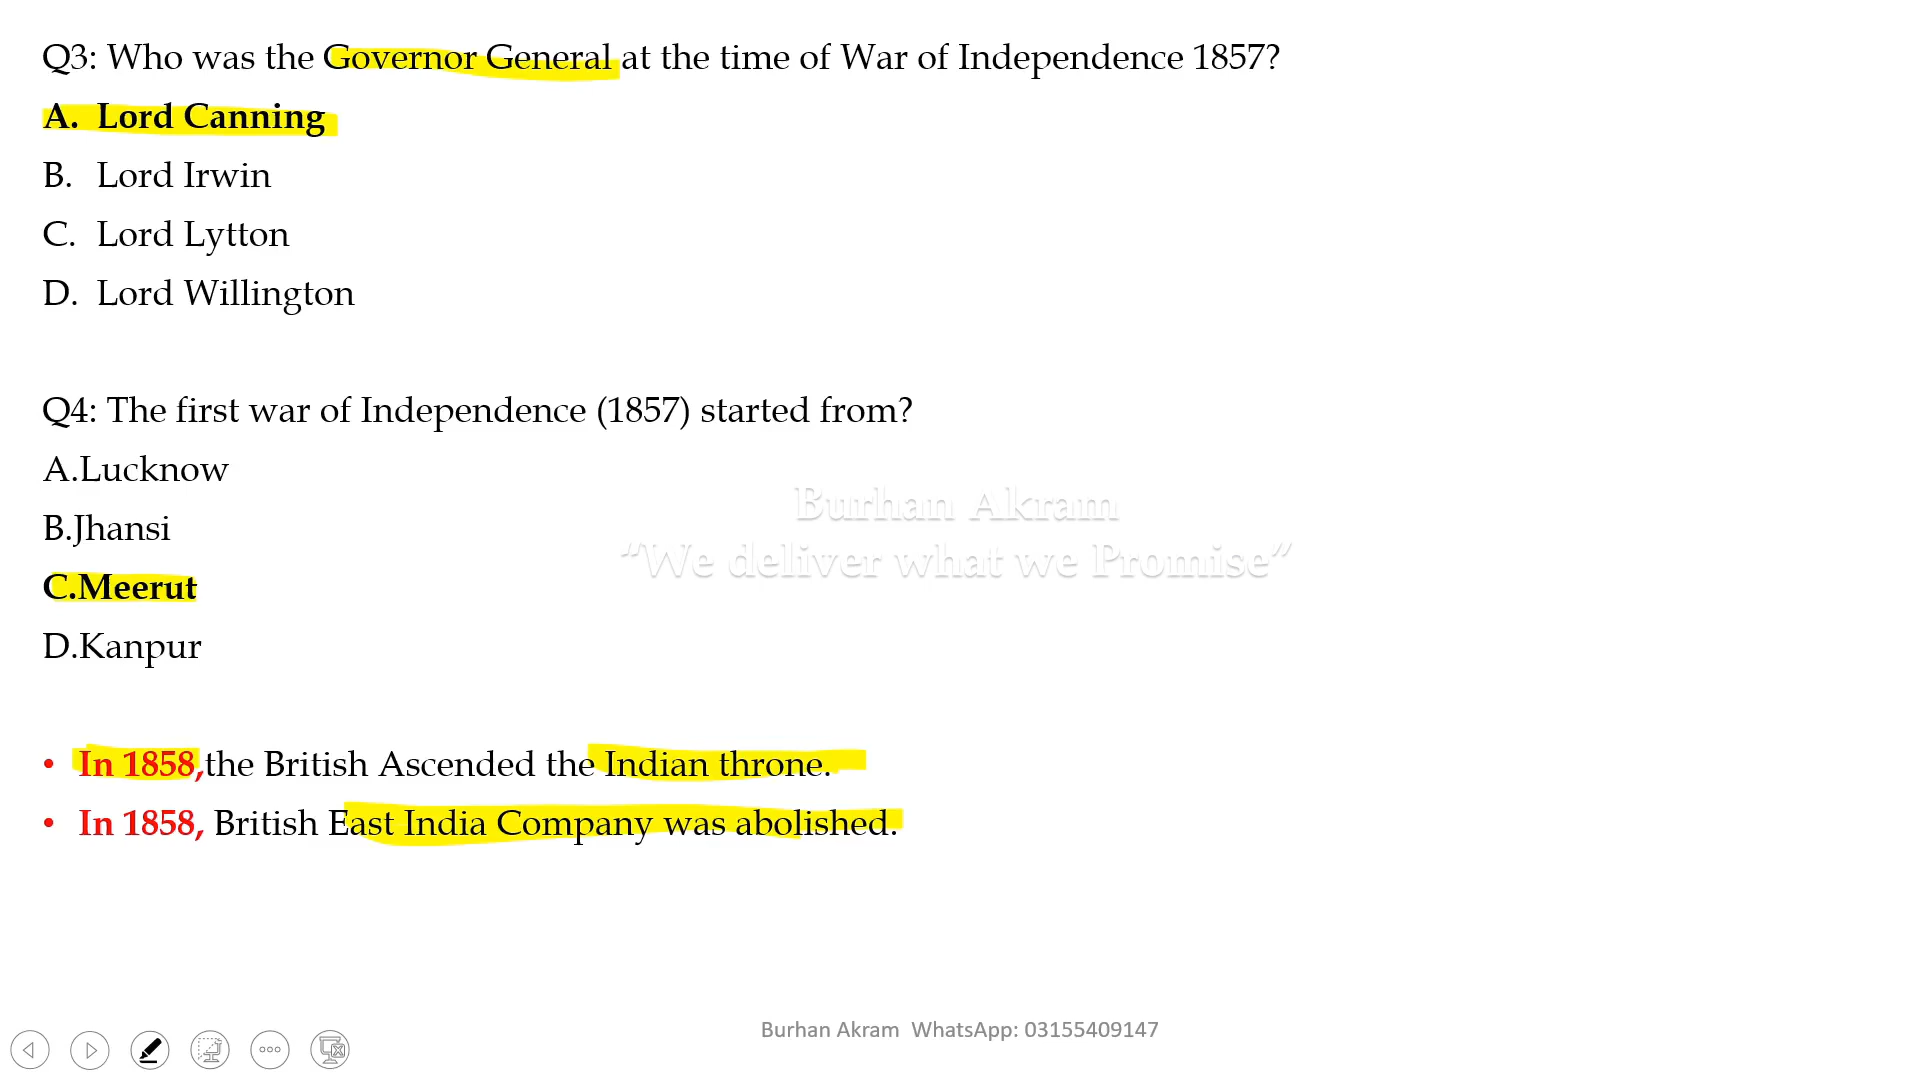 Q3: Who was the Governor General at the time of War of Independence 1857?
A. Lord Canning
B. Lord Irwin
C. Lord Lytton
D. Lord Willington
Q4: The first war of Independence (1857) started from?
A.Lucknow
B.Jhansi
C.Meerut
D.Kanpur
Burhan Akram
“We deliver what we Promise”
• In 1858,the British Ascended the Indian throne.
• In 1858, British East India Company was abolished.
Burhan Akram WhatsApp: 03155409147